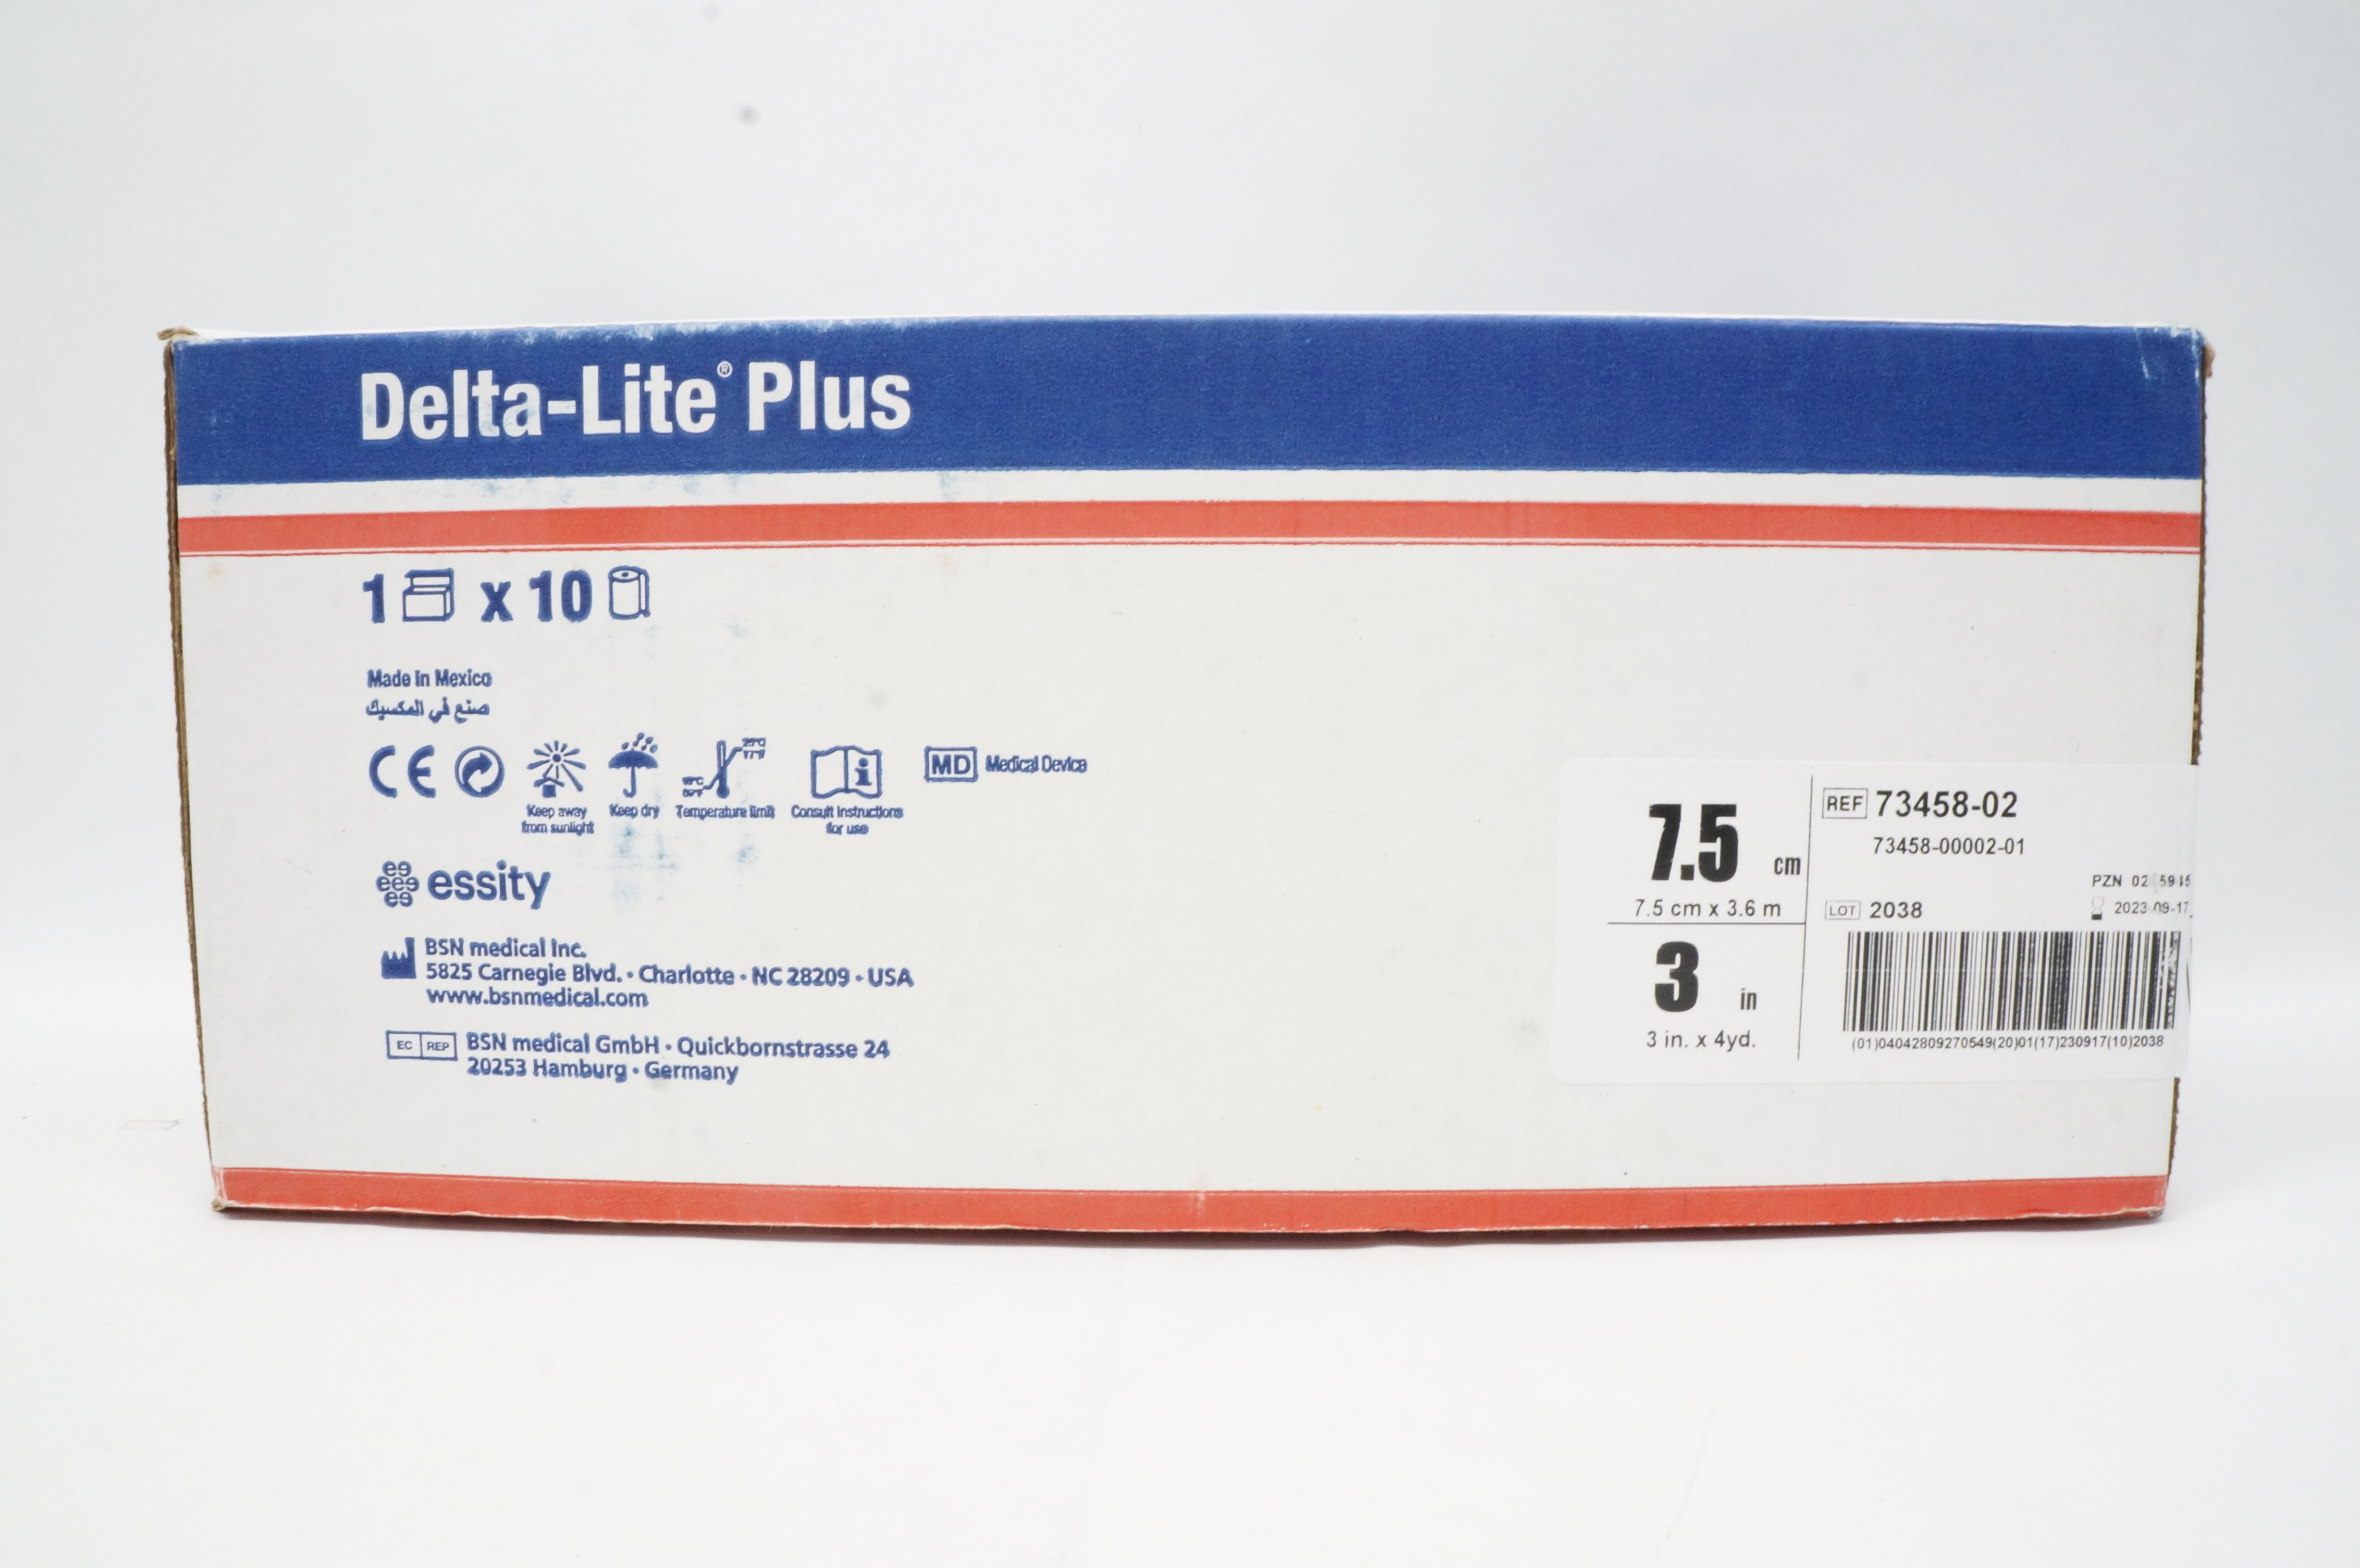 Delta-Lite® Plus
1 x 10
Made in Mexico
صنع في المكسيك
CE
Keep away
from sunlight
Keep dry
Temperature limit
Consult instructions
for use
MD Medical Device
essity
BSN medical Inc.
5825 Carnegie Blvd. • Charlotte • NC 28209 • USA
www.bsnmedical.com
EC REP BSN medical GmbH • Quickbornstrasse 24
20253 Hamburg • Germany
7.5 cm
7.5 cm x 3.6 m
3 in
3 in. x 4yd.
REF 73458-02
73458-00002-01
PZN
LOT 2038
2023-09-17
(01)04042809270549(20)01(17)230917(10)2038